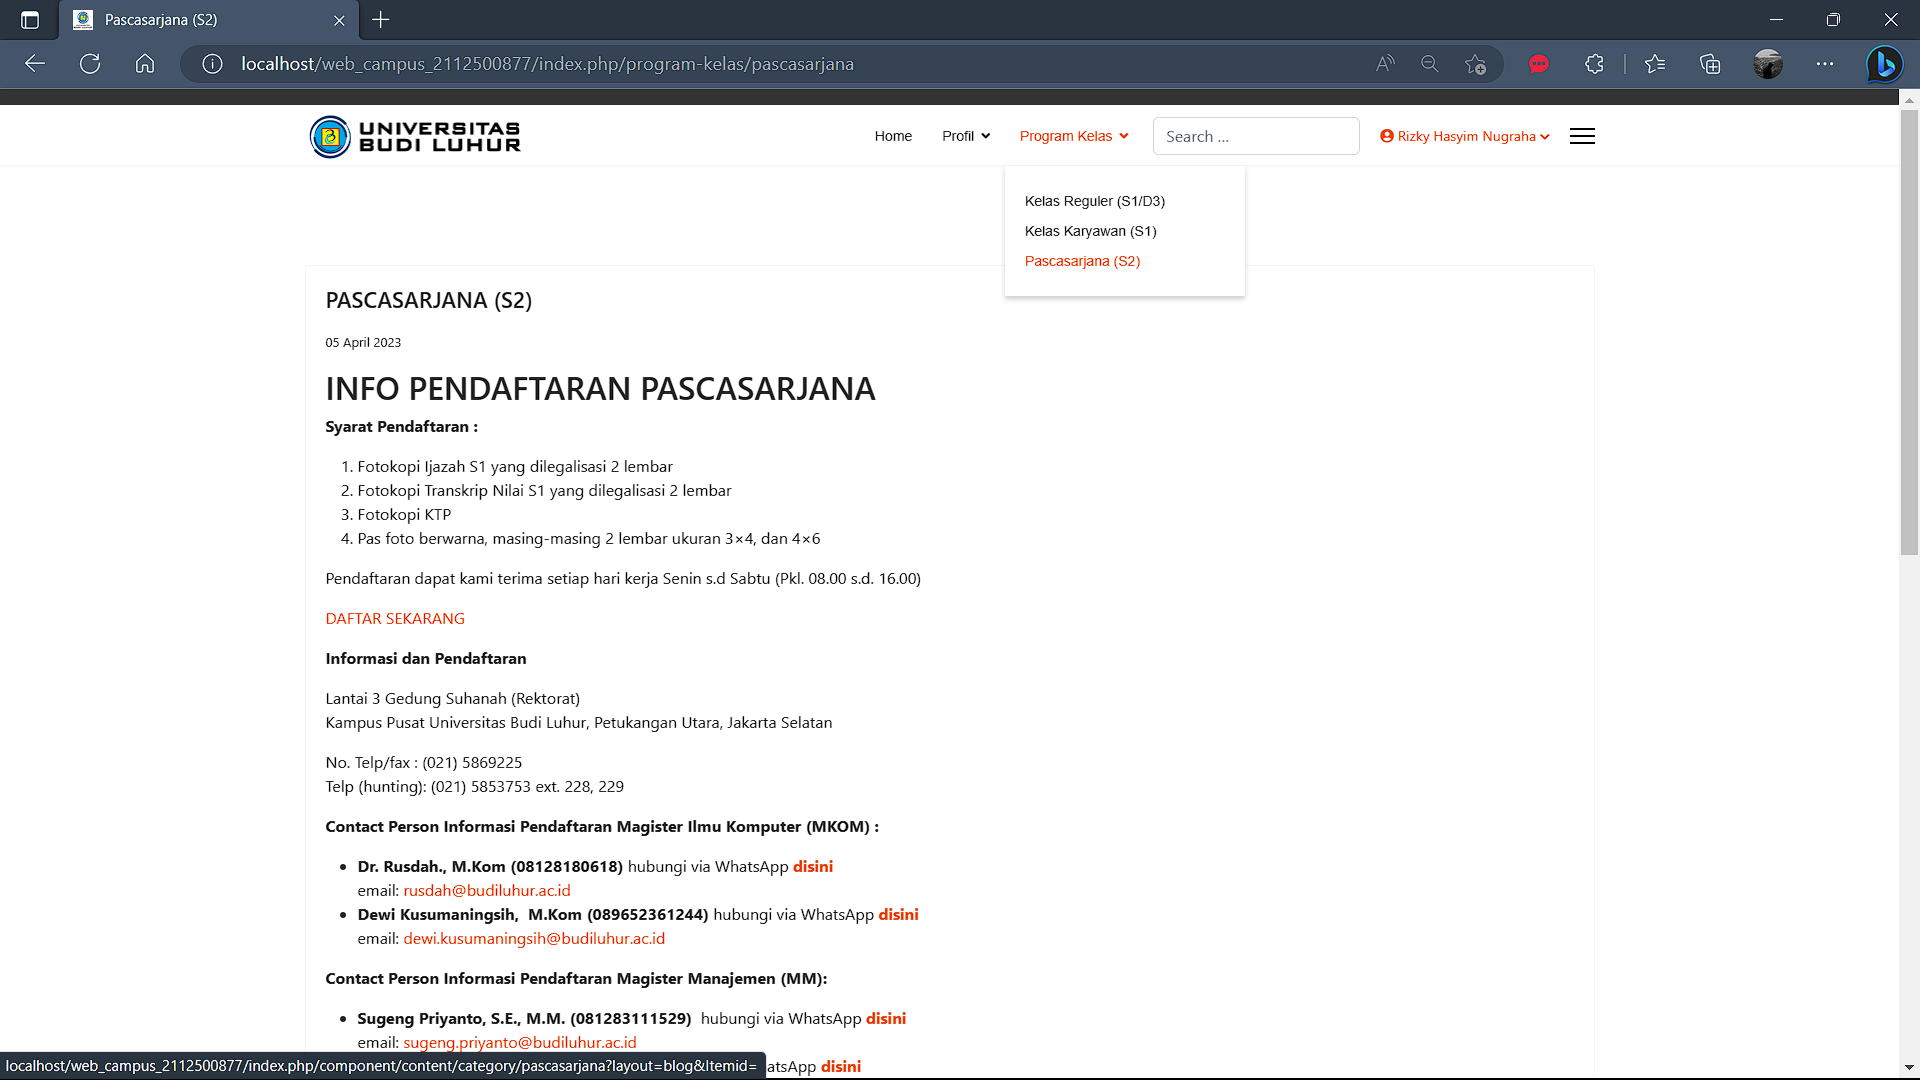 Pascasarjana (S2)
localhost/web_campus_2112500877/index.php/program-kelas/pascasarjana
UNIVERSITAS
BUDI LUHUR
Home
Profil
Program Kelas
Search ...
Rizky Hasyim Nugraha
Kelas Reguler (S1/D3)
Kelas Karyawan (S1)
Pascasarjana (S2)
PASCASARJANA (S2)
05 April 2023
INFO PENDAFTARAN PASCASARJANA
Syarat Pendaftaran :
1. Fotokopi Ijazah S1 yang dilegalisasi 2 lembar
2. Fotokopi Transkrip Nilai S1 yang dilegalisasi 2 lembar
3. Fotokopi KTP
4. Pas foto berwarna, masing-masing 2 lembar ukuran 3×4, dan 4×6
Pendaftaran dapat kami terima setiap hari kerja Senin s.d Sabtu (Pkl. 08.00 s.d. 16.00)
DAFTAR SEKARANG
Informasi dan Pendaftaran
Lantai 3 Gedung Suhanah (Rektorat)
Kampus Pusat Universitas Budi Luhur, Petukangan Utara, Jakarta Selatan
No. Telp/fax : (021) 5869225
Telp (hunting): (021) 5853753 ext. 228, 229
Contact Person Informasi Pendaftaran Magister Ilmu Komputer (MKOM) :
• Dr. Rusdah., M.Kom (08128180618) hubungi via WhatsApp disini
email: rusdah@budiluhur.ac.id
• Dewi Kusumaningsih, M.Kom (089652361244) hubungi via WhatsApp disini
email: dewi.kusumaningsih@budiluhur.ac.id
Contact Person Informasi Pendaftaran Magister Manajemen (MM):
• Sugeng Priyanto, S.E., M.M. (081283111529) hubungi via WhatsApp disini
email: sugeng.priyanto@budiluhur.ac.id
localhost/web_campus_2112500877/index.php/component/content/category/pascasarjana?layout=blog&Itemid= atsApp disini